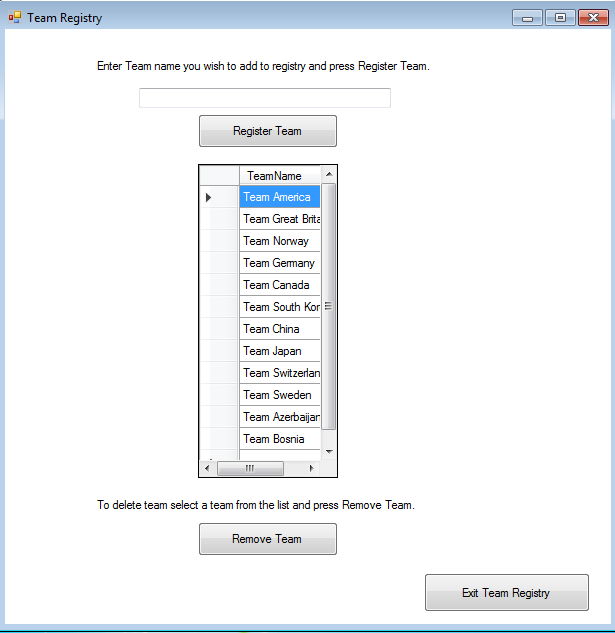 Team Registry
Enter Team name you wish to add to registry and press Register Team.
Register Team
TeamName
Team America
Team Great Brita
Team Norway
Team Germany
Team Canada
Team South Kor
Team China
Team Japan
Team Switzerlan
Team Sweden
Team Azerbaijan
Team Bosnia
To delete team select a team from the list and press Remove Team.
Remove Team
Exit Team Registry